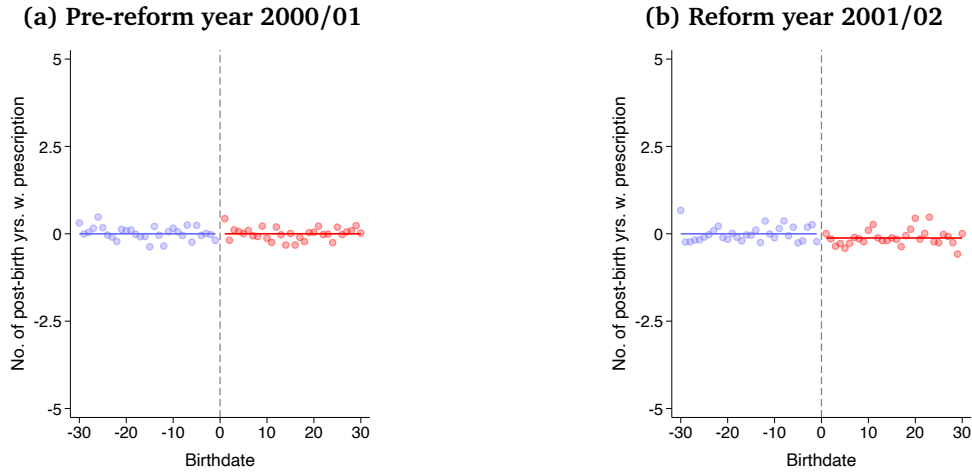 (a) Pre-reform year 2000/01
5
2.5
0
-2.5
-5
No. of post-birth yrs. w. prescription
-30 -20 -10 0 10 20 30
Birthdate
(b) Reform year 2001/02
5
2.5
0
-2.5
-5
No. of post-birth yrs. w. prescription
-30 -20 -10 0 10 20 30
Birthdate